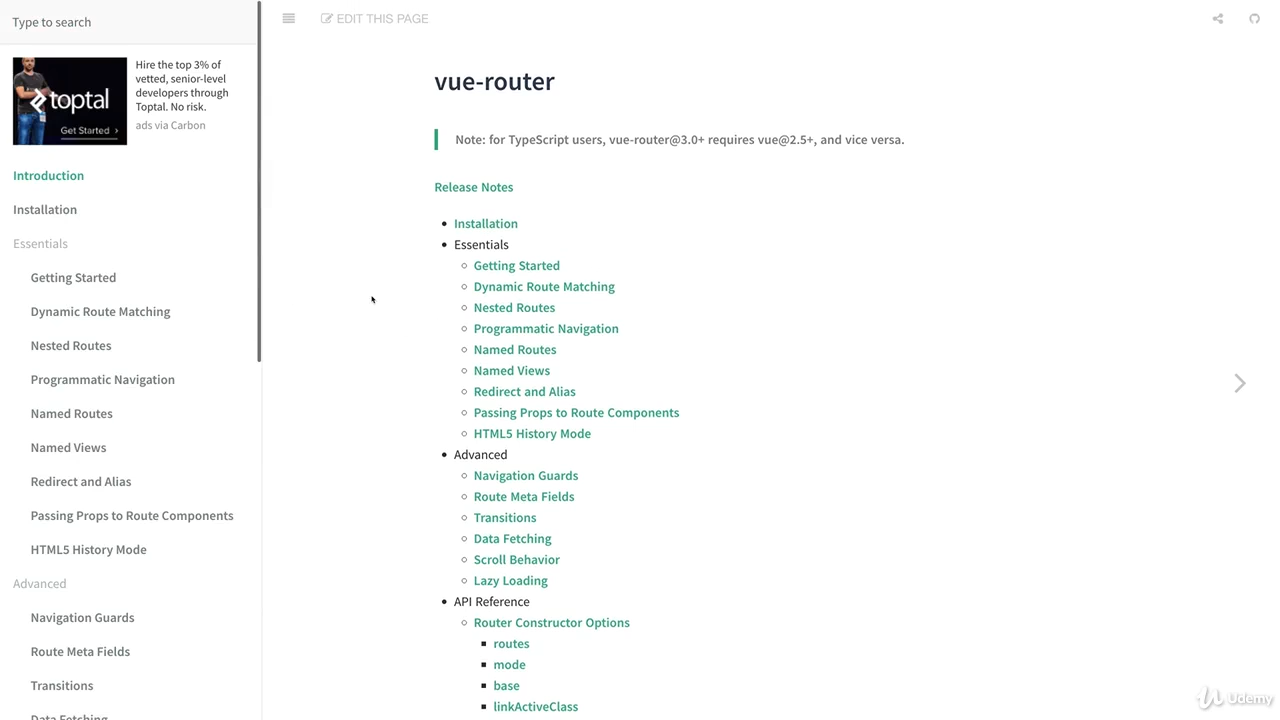 Type to search
EDIT THIS PAGE
toptal
Get Started ›
Hire the top 3% of
vetted, senior-level
developers through
Toptal. No risk.
ads via Carbon
Introduction
Installation
Essentials
Getting Started
Dynamic Route Matching
Nested Routes
Programmatic Navigation
Named Routes
Named Views
Redirect and Alias
Passing Props to Route Components
HTML5 History Mode
Advanced
Navigation Guards
Route Meta Fields
Transitions
Data Fetching
vue-router
Note: for TypeScript users, vue-router@3.0+ requires vue@2.5+, and vice versa.
Release Notes
Installation
Essentials
Getting Started
Dynamic Route Matching
Nested Routes
Programmatic Navigation
Named Routes
Named Views
Redirect and Alias
Passing Props to Route Components
HTML5 History Mode
Advanced
Navigation Guards
Route Meta Fields
Transitions
Data Fetching
Scroll Behavior
Lazy Loading
API Reference
Router Constructor Options
routes
mode
base
linkActiveClass
Udemy